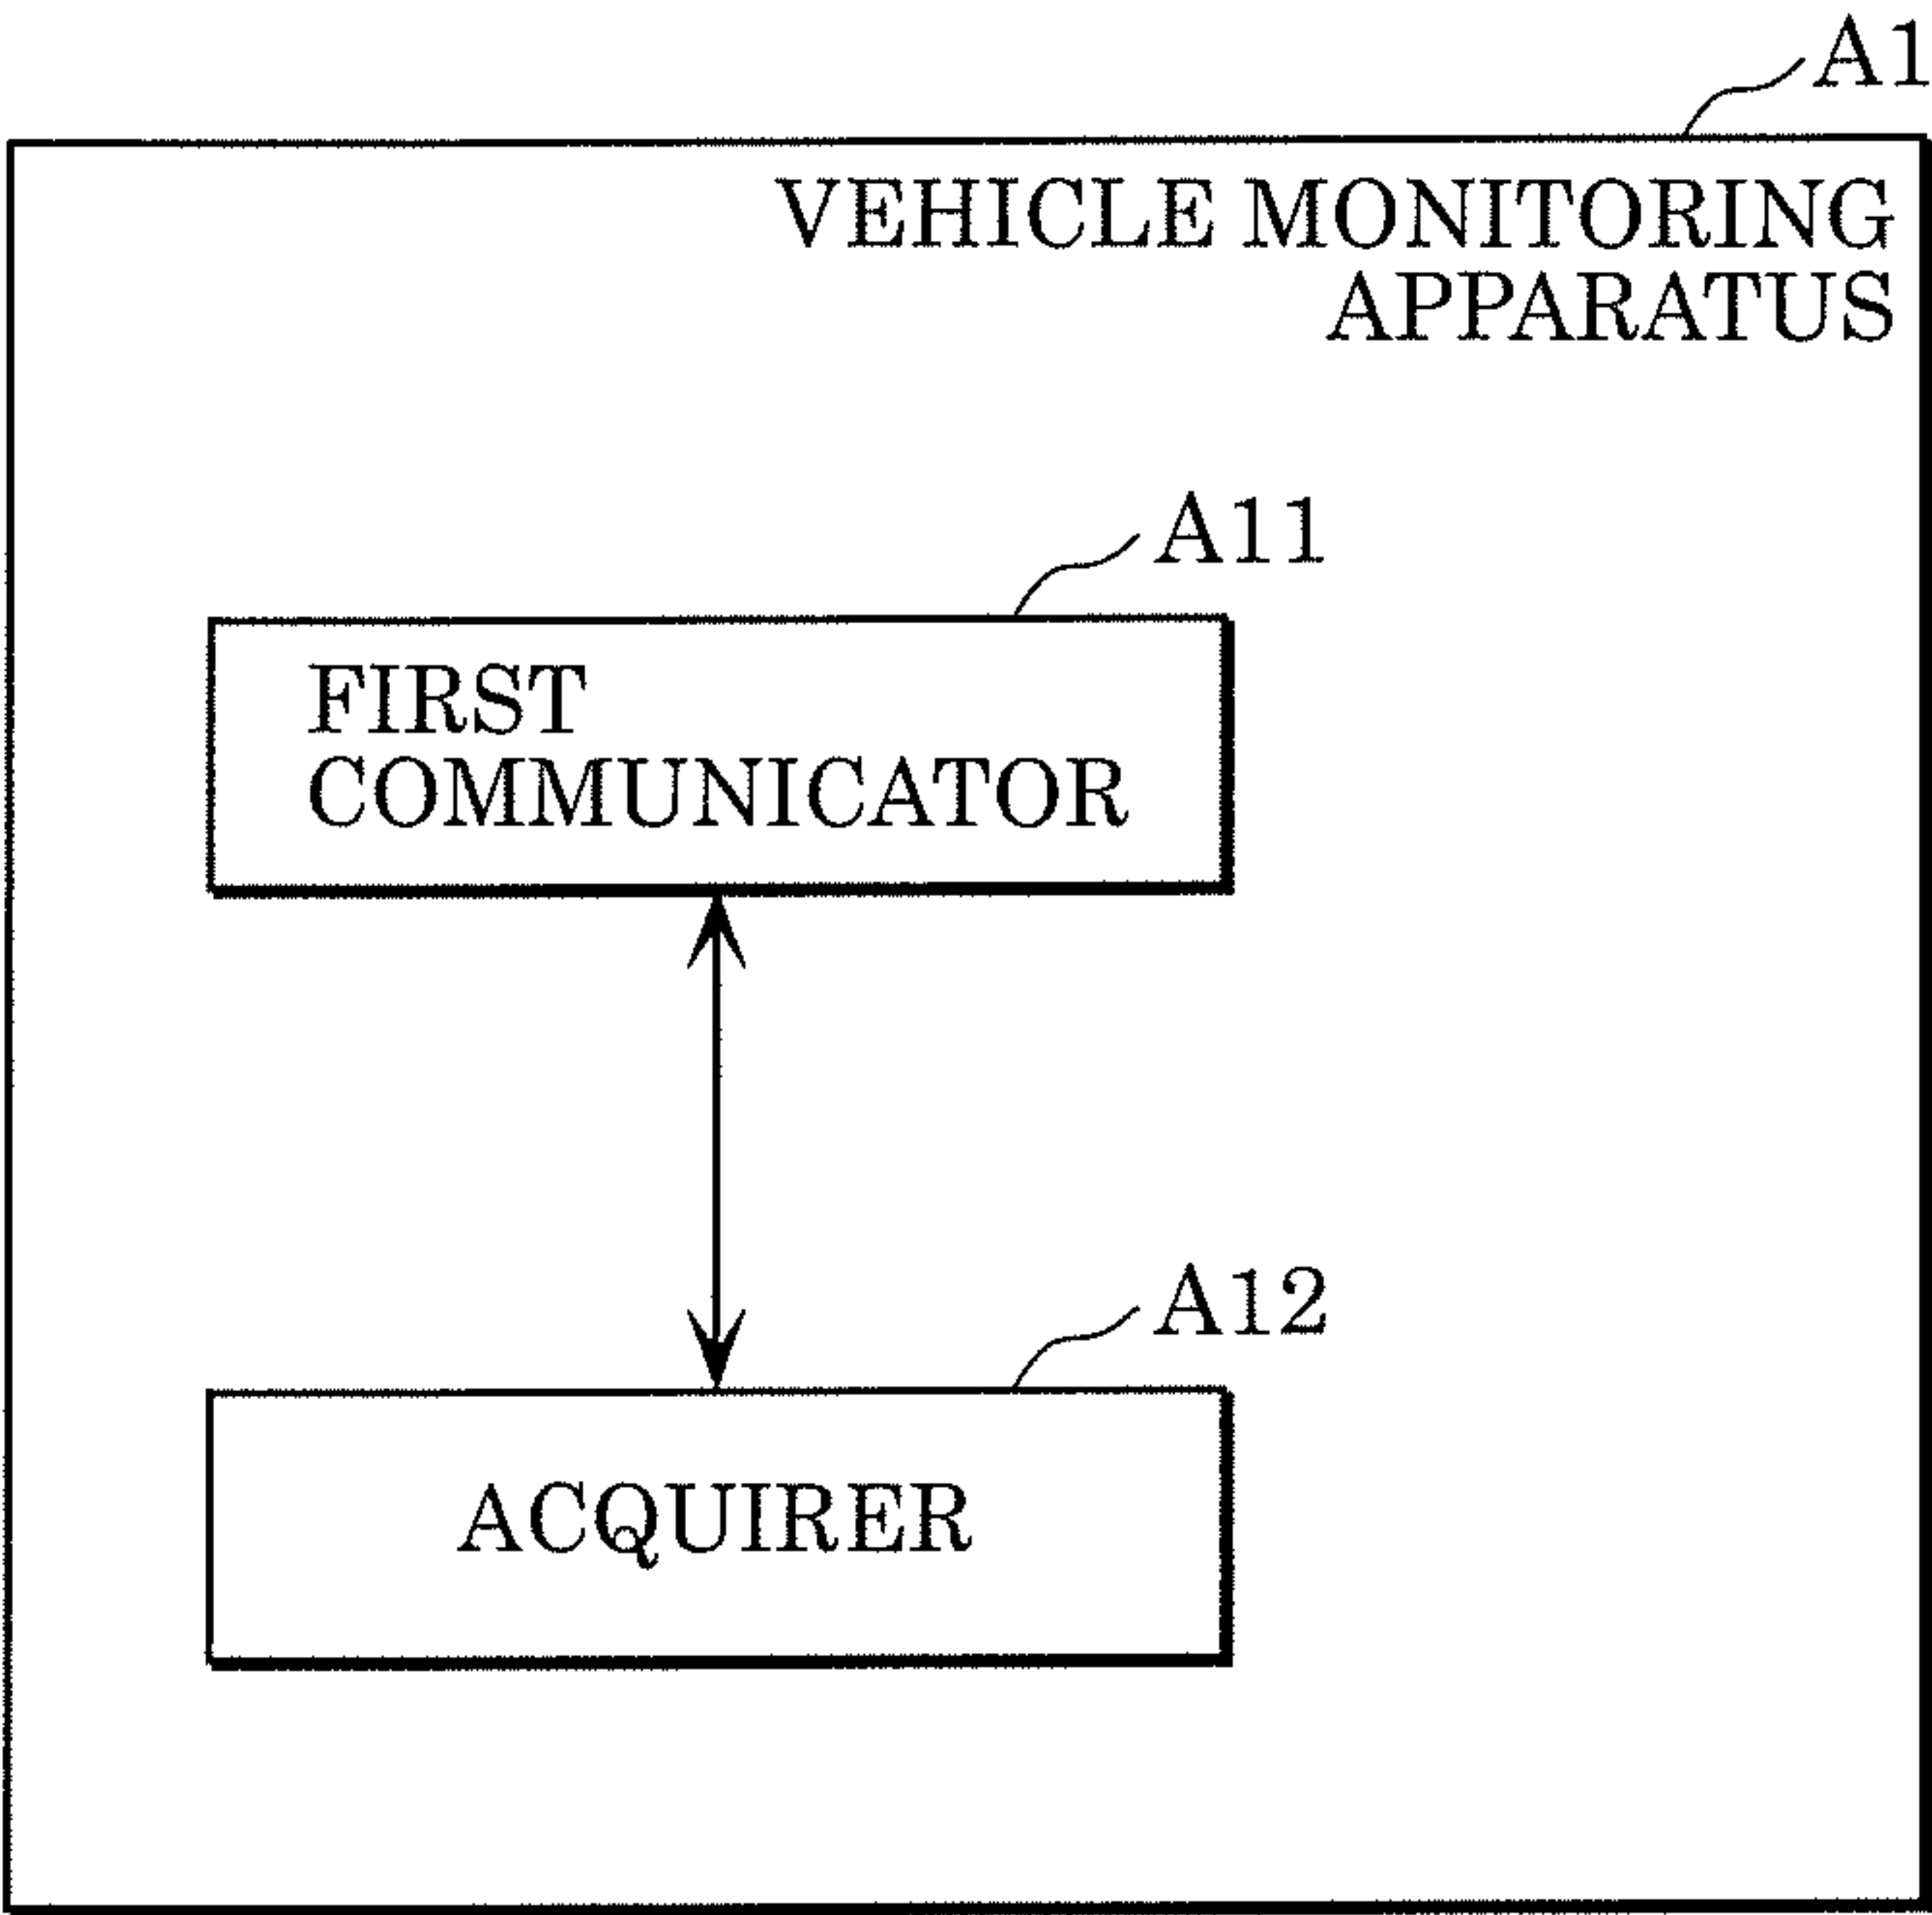 A1
VEHICLE MONITORING
APPARATUS
A11
FIRST
COMMUNICATOR
A12
ACQUIRER